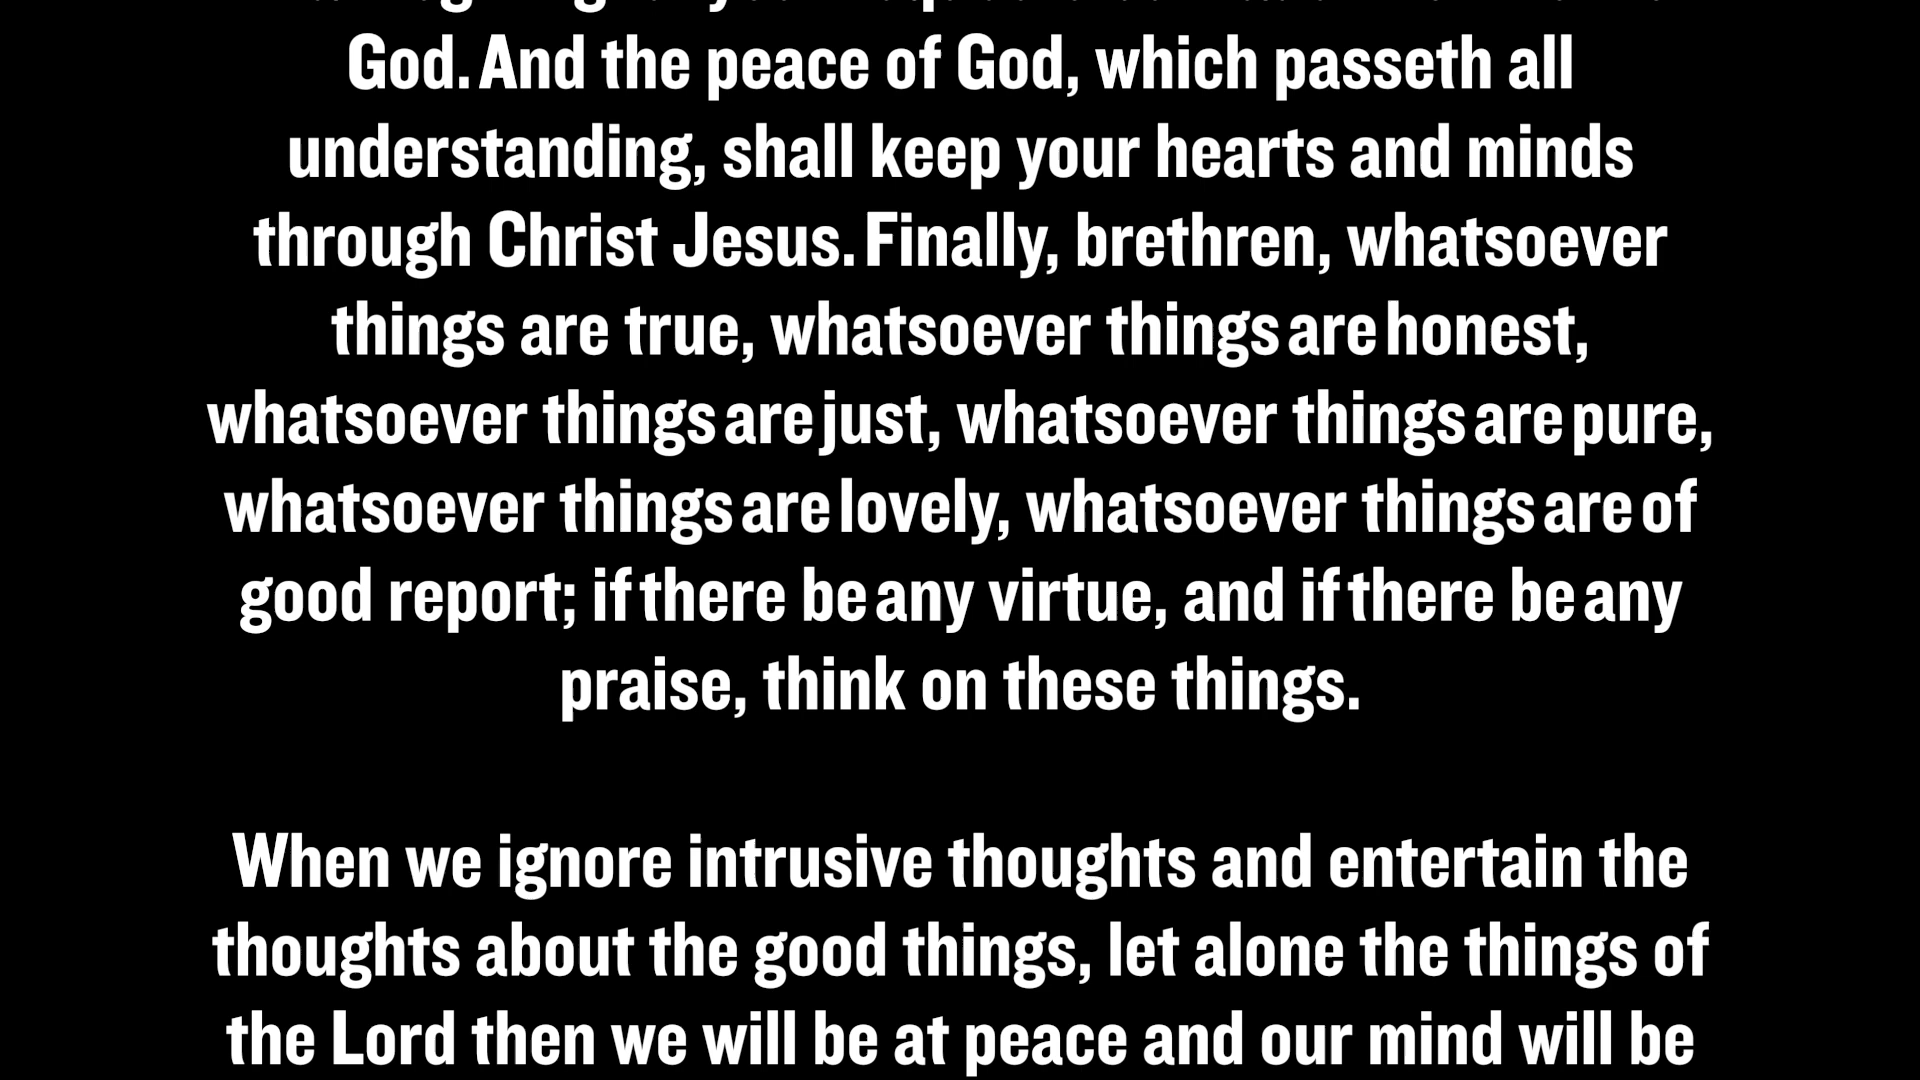 God. And the peace of God, which passeth all
understanding, shall keep your hearts and minds
through Christ Jesus. Finally, brethren, whatsoever
things are true, whatsoever things are honest,
whatsoever things are just, whatsoever things are pure,
whatsoever things are lovely, whatsoever things are of
good report; if there be any virtue, and if there be any
praise, think on these things.
When we ignore intrusive thoughts and entertain the
thoughts about the good things, let alone the things of
the Lord then we will be at peace and our mind will be